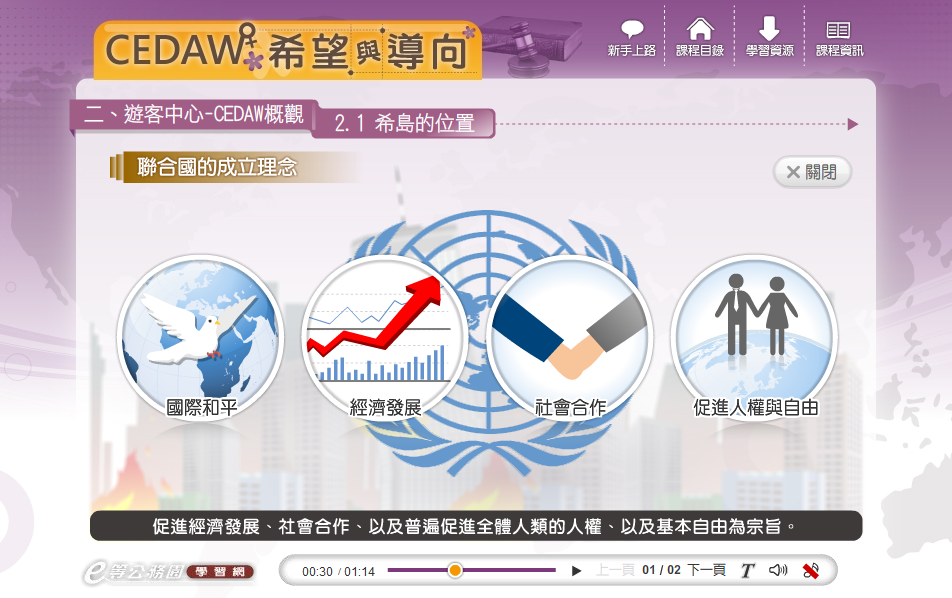 CEDAW希望與導向
新手上路
課程目錄
學習資源
課程資訊
二、遊客中心-CEDAW概觀
2.1 希島的位置
聯合國的成立理念
關閉
國際和平
經濟發展
社會合作
促進人權與自由
促進經濟發展、社會合作、以及普遍促進全體人類的人權、以及基本自由為宗旨。
e等公務園
學習網
00:30 / 01:14
上一頁 01 / 02 下一頁 T